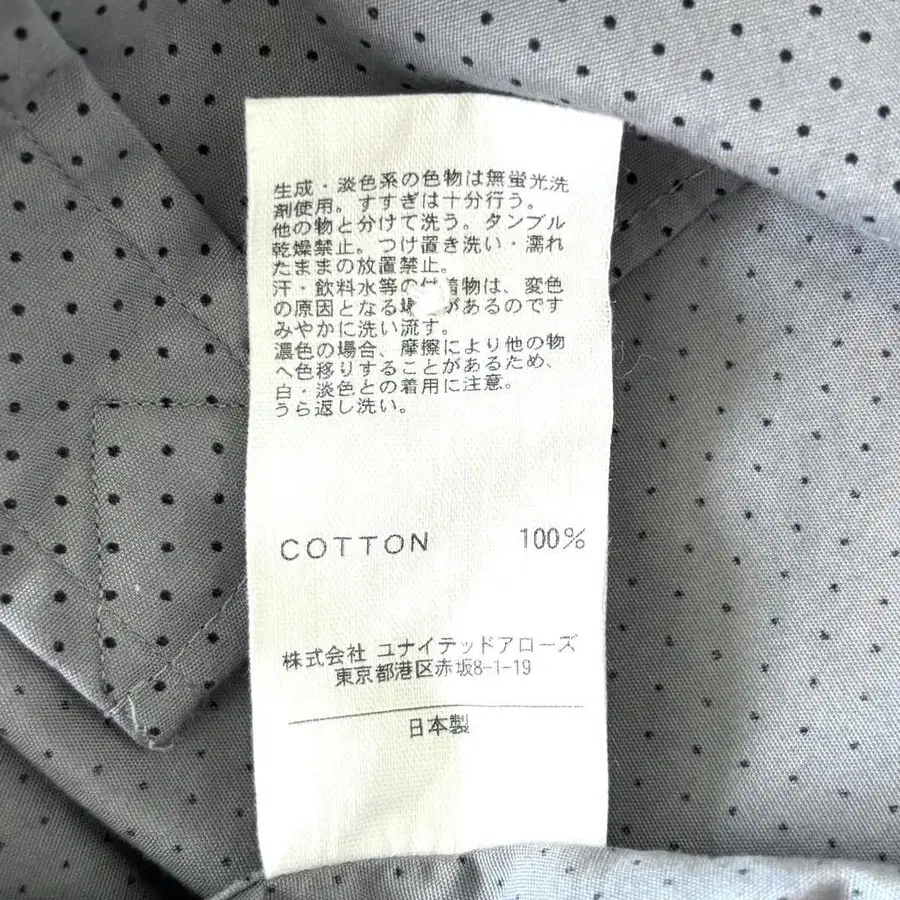 生成・淡色系の色物は無蛍光洗
剤使用。すすぎは十分行う。
他の物と分けて洗う。タンブル
乾燥禁止。つけ置き洗い・濡れ
たままの放置禁止。
汗・飲料水等の付着物は、変色
の原因となる場　があるのです
みやかに洗い流す。
濃色の場合、摩擦により他の物
へ色移りすることがあるため、
白・淡色との着用に注意。
うら返し洗い。
COTTON 100%
株式会社 ユナイテッドアローズ
東京都港区赤坂8-1-19
日本製